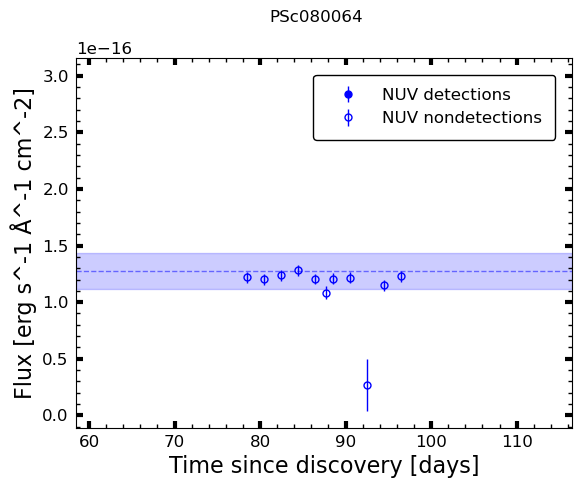 PSc080064
1e−16
3.0
2.5
2.0
1.5
1.0
0.5
0.0
Flux [erg s^-1 Å^-1 cm^-2]
NUV detections
NUV nondetections
60 70 80 90 100 110
Time since discovery [days]